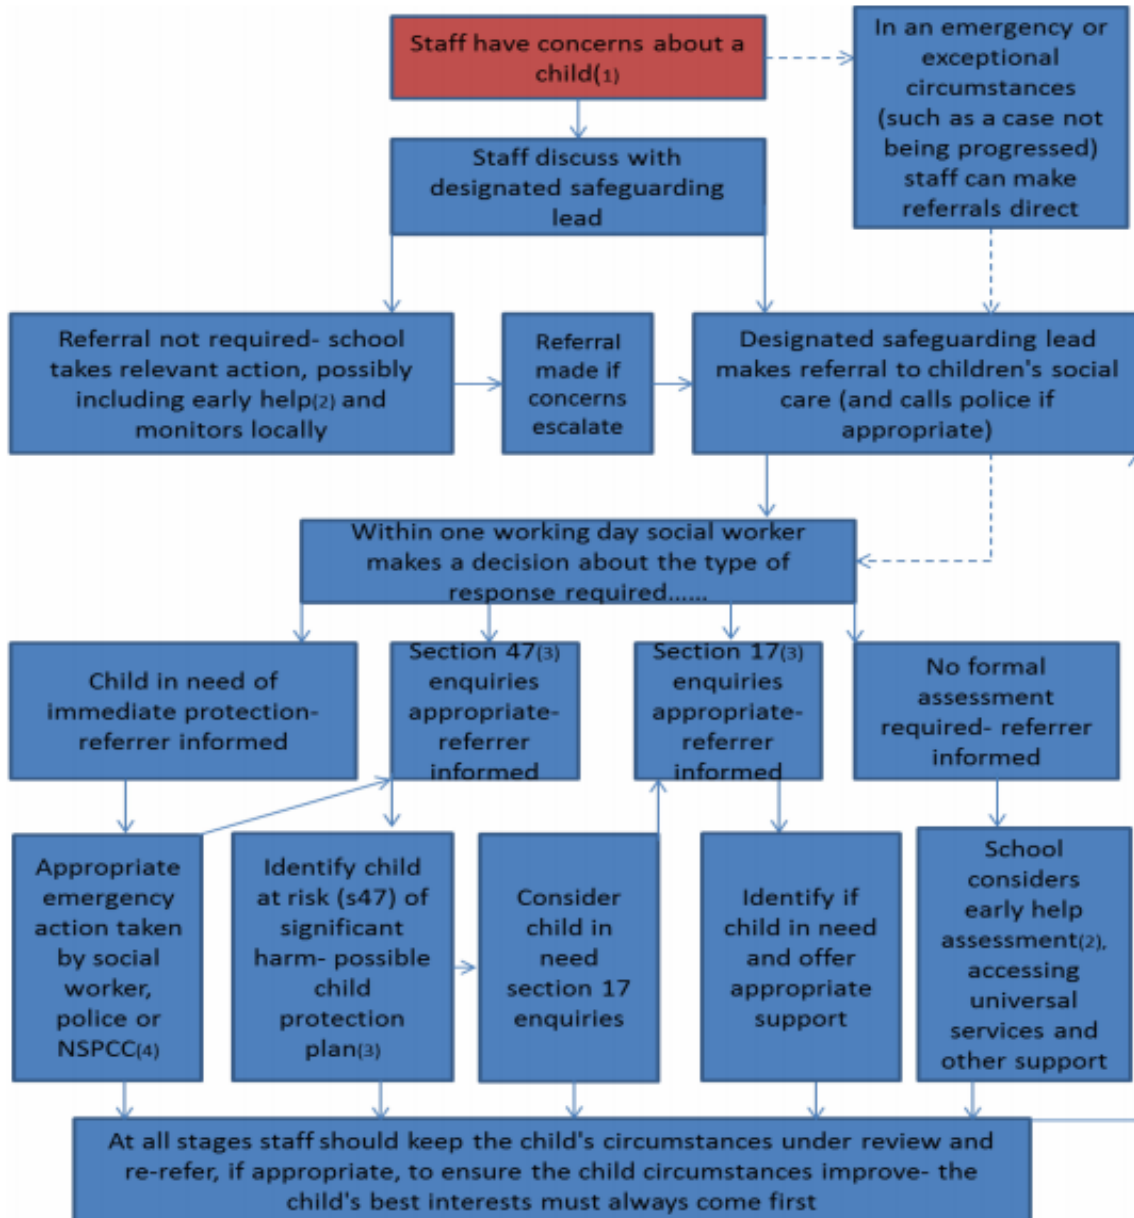 Staff have concerns about a
child(1)
In an emergency or
exceptional
circumstances
(such as a case not
being progressed)
staff can make
referrals direct
Staff discuss with
designated safeguarding
lead
Referral not required- school
takes relevant action, possibly
including early help(2) and
monitors locally
Referral
made if
concerns
escalate
Designated safeguarding lead
makes referral to children's social
care (and calls police if
appropriate)
Within one working day social worker
makes a decision about the type of
response required......
Child in need of
immediate protection-
referrer informed
Section 47(3)
enquiries
appropriate-
referrer
informed
Section 17(3)
enquiries
appropriate-
referrer
informed
No formal
assessment
required- referrer
informed
Appropriate
emergency
action taken
by social
worker,
police or
NSPCC(4)
Identify child
at risk (s47) of
significant
harm- possible
child
protection
plan(3)
Consider
child in
need
section 17
enquiries
Identify if
child in need
and offer
appropriate
support
School
considers
early help
assessment(2),
accessing
universal
services and
other support
At all stages staff should keep the child's circumstances under review and
re-refer, if appropriate, to ensure the child circumstances improve- the
child's best interests must always come first